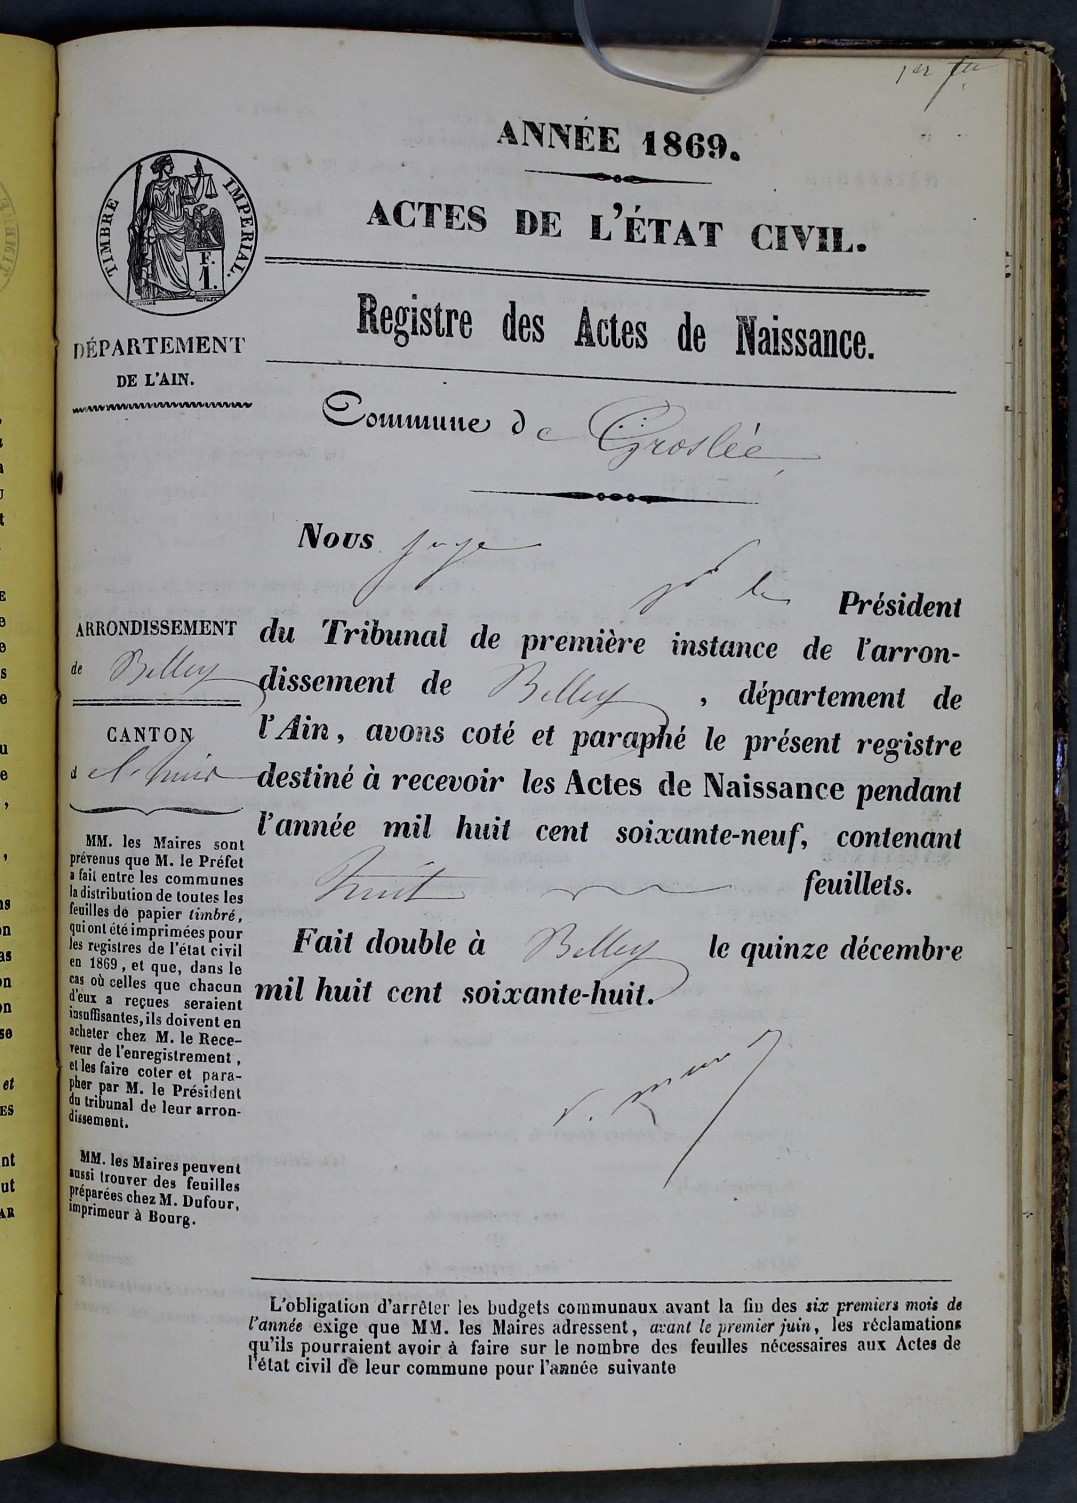 1er
ANNÉE 1869.
ACTES DE L'ÉTAT CIVIL.
TIMBRE IMPERIAL.
F.
1.
Registre des Actes de Naissance.
DÉPARTEMENT
DE L'AIN.
Commune de Groslée
Nous juge
pr le Président
du Tribunal de première instance de l'arron-
dissement de Belley, département de
l'Ain, avons coté et paraphé le présent registre
destiné à recevoir les Actes de Naissance pendant
l'année mil huit cent soixante-neuf, contenant
huit feuillets.
Fait double à Belley le quinze décembre
mil huit cent soixante-huit.
ARRONDISSEMENT
de Belley
CANTON
d
MM. les Maires sont
prévenus que M. le Préfet
a fait entre les communes
la distribution de toutes les
feuilles de papier timbré,
qui ont été imprimées pour
les registres de l'état civil
en 1869, et que, dans le
cas où celles que chacun
d'eux a reçues seraient
insuffisantes, ils doivent en
acheter chez M. le Rece-
veur de l'enregistrement,
et les faire coter et para-
pher par M. le Président
du tribunal de leur arron-
dissement.
MM. les Maires peuvent
aussi trouver des feuilles
préparées chez M. Dufour,
imprimeur à Bourg.
L'obligation d'arrêter les budgets communaux avant la fin des six premiers mois de
l'année exige que MM. les Maires adressent, avant le premier juin, les réclamations
qu'ils pourraient avoir à faire sur le nombre des feuilles nécessaires aux Actes de
l'état civil de leur commune pour l'année suivante